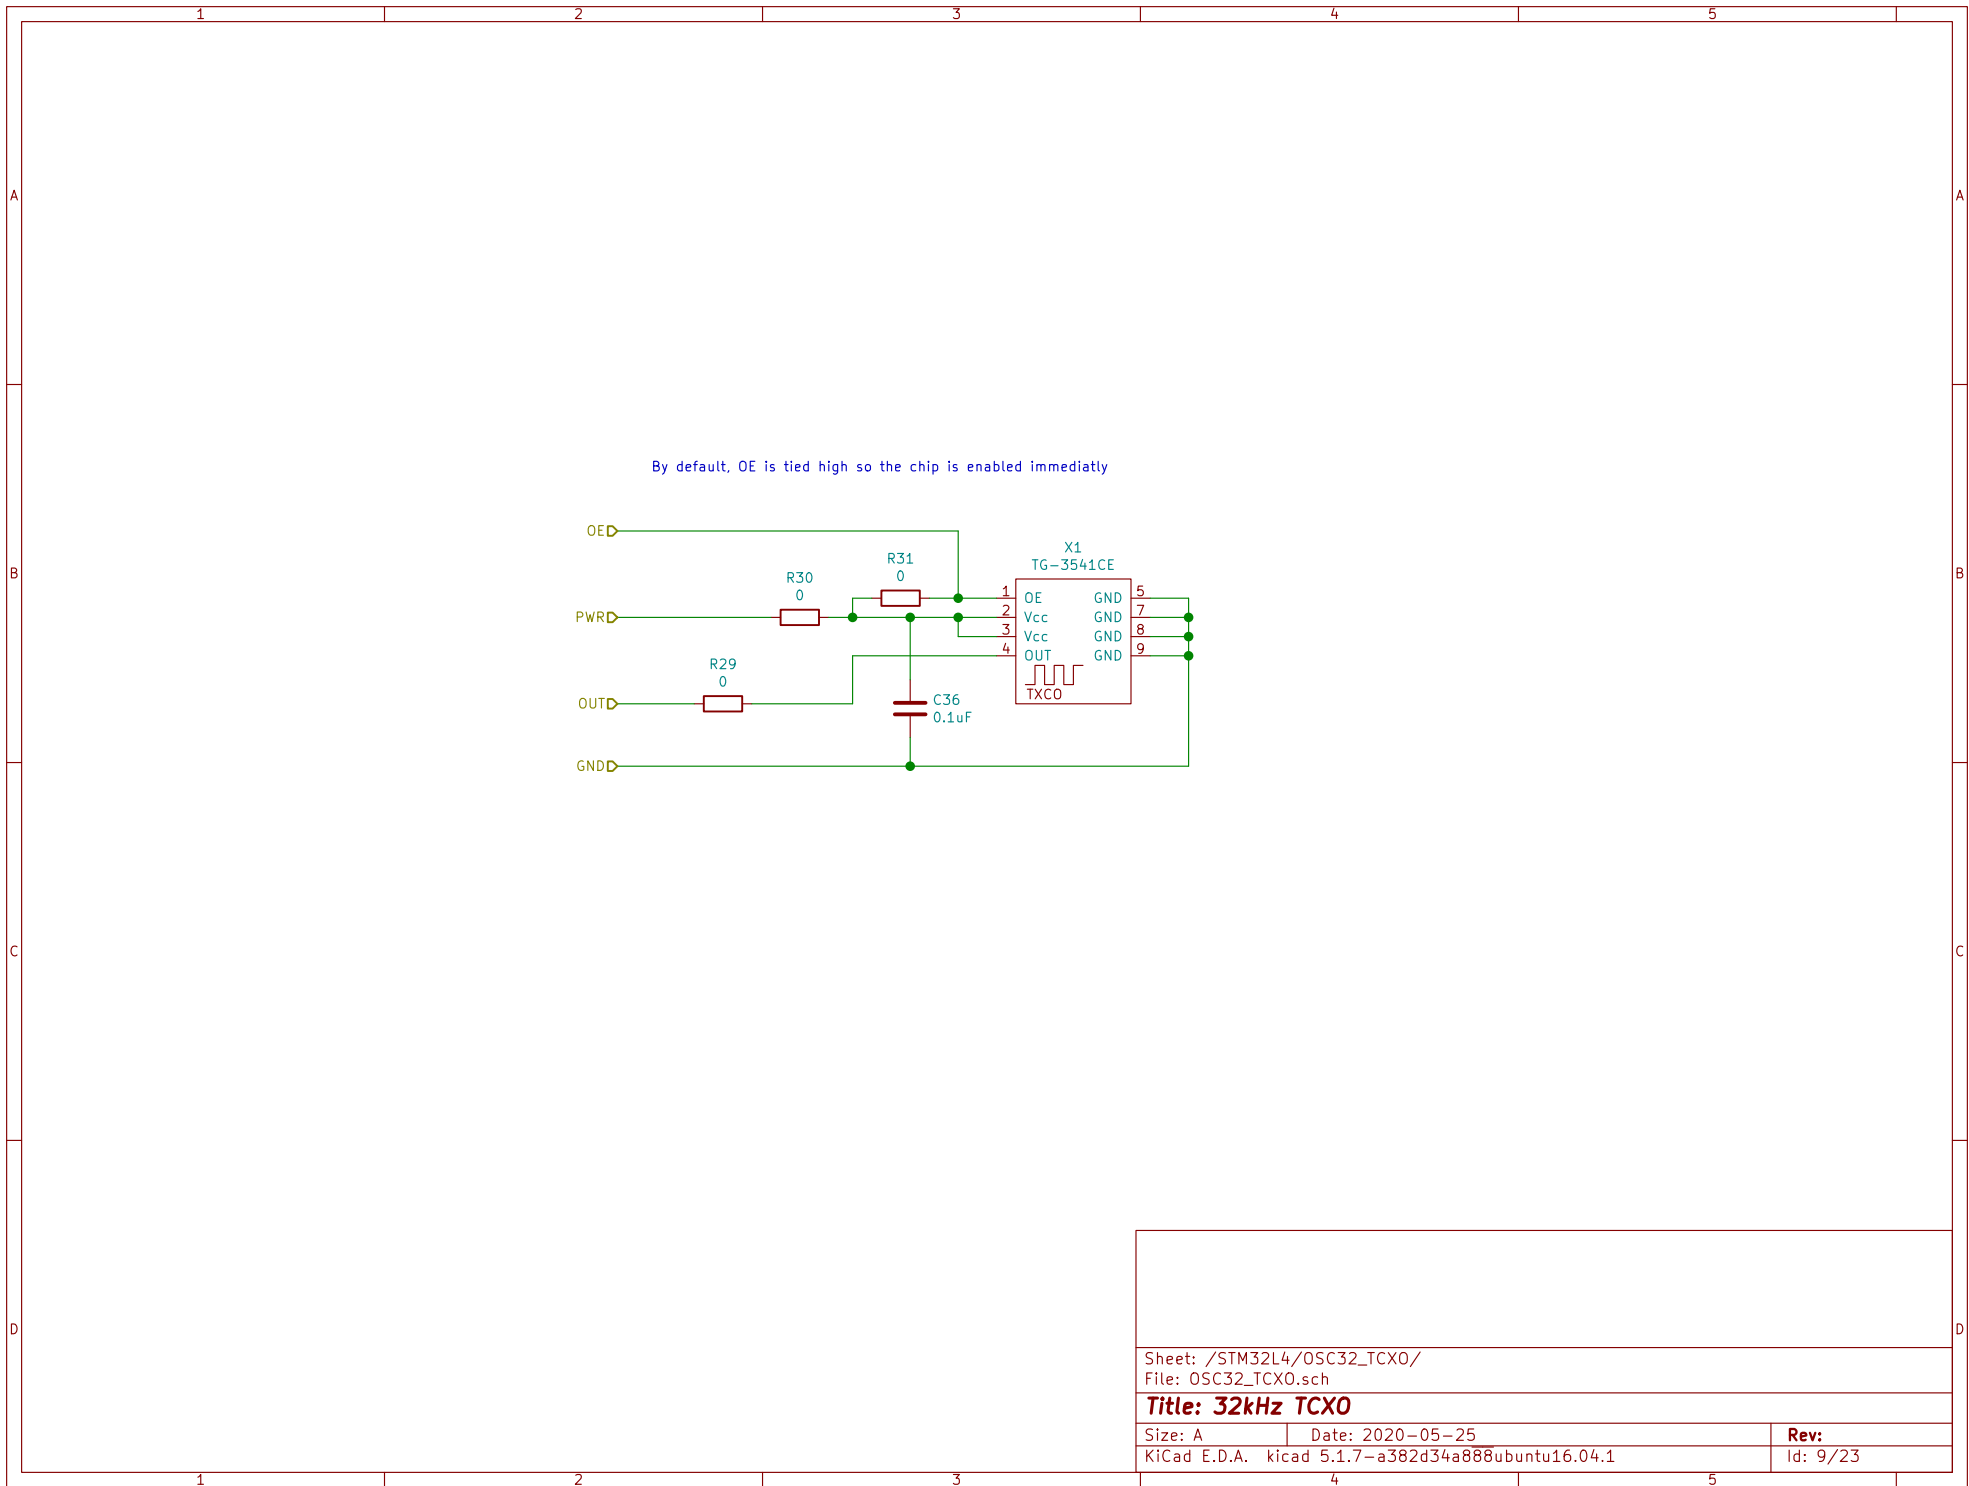 1 2 3 4 5
A A
By default, OE is tied high so the chip is enabled immediatly
OE
X1
TG-3541CE
R31
0
R30
0
B B
1 OE GND 5
PWR
2 Vcc GND 7
3 Vcc GND 8
4 OUT GND 9
TXCO
R29
0
OUT
C36
0.1uF
GND
C C
D D
Sheet: /STM32L4/OSC32_TCXO/
File: OSC32_TCXO.sch
Title: 32kHz TCXO
Size: A Date: 2020-05-25 Rev:
KiCad E.D.A. kicad 5.1.7-a382d34a888ubuntu16.04.1 Id: 9/23
1 2 3 4 5